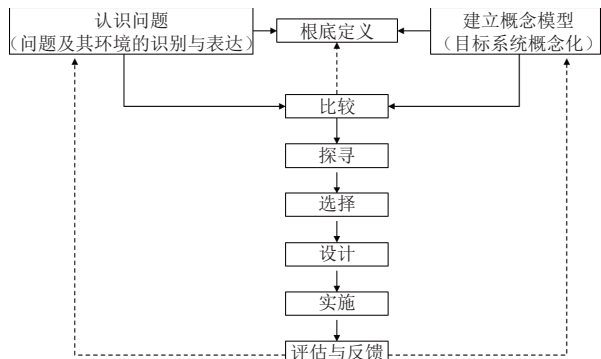 认识问题
（问题及其环境的识别与表达）
根底定义
建立概念模型
（目标系统概念化）
比较
探寻
选择
设计
实施
评估与反馈